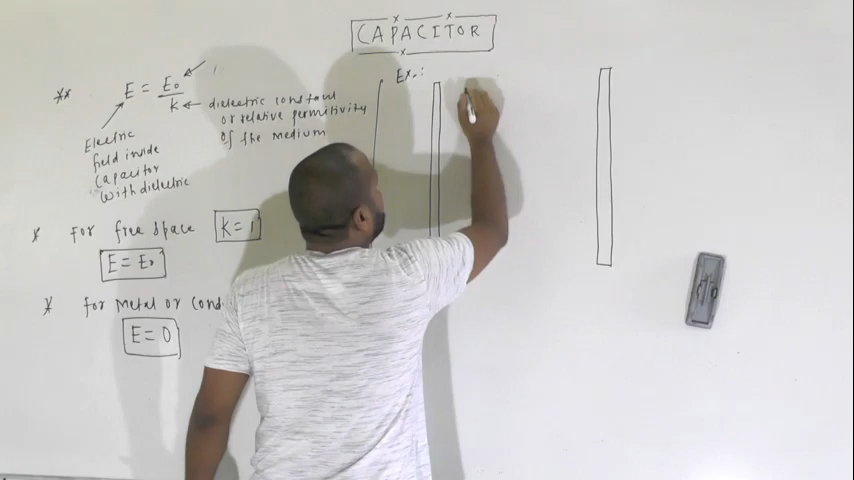 CAPACITOR
** E = E₀
K ← dielectric constant
or relative permitivity
of the medium
Electric
field inside
Capacitor
with dielectric
* For free space K = 1
E = E₀
* for Metal or Cond
E = 0
Ex.: